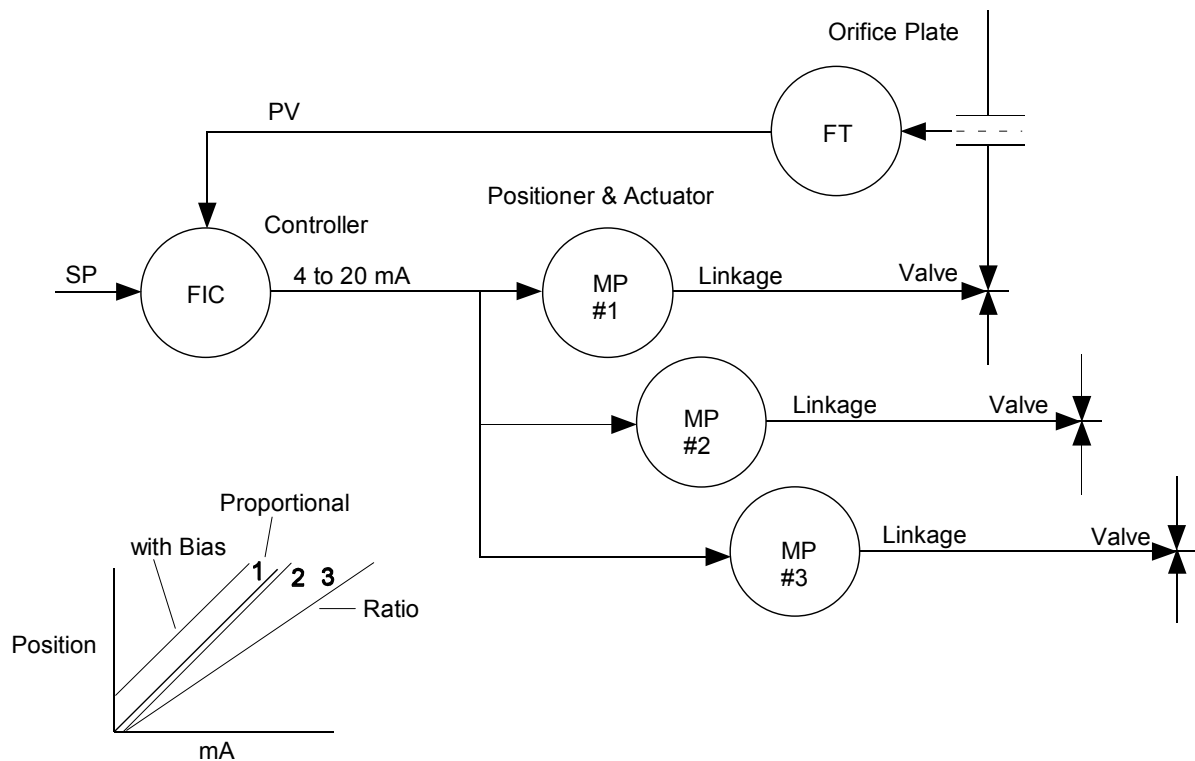 Orifice Plate
PV
FT
Positioner & Actuator
Controller
SP
FIC
4 to 20 mA
MP
#1
Linkage
Valve
MP
#2
Linkage
Valve
MP
#3
Linkage
Valve
Proportional
with Bias
1
2
3
Ratio
Position
mA